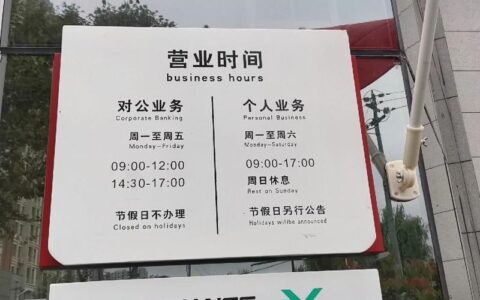 营业时间
business hours
对公业务
Corporate Banking
周一至周五
Monday-Friday
09:00-12:00
14:30-17:00
节假日不办理
Closed on holidays
个人业务
Personal Business
周一至周六
Monday-Saturday
09:00-17:00
周日休息
Rest on Sunday
节假日另行公告
Holidays willbe announced